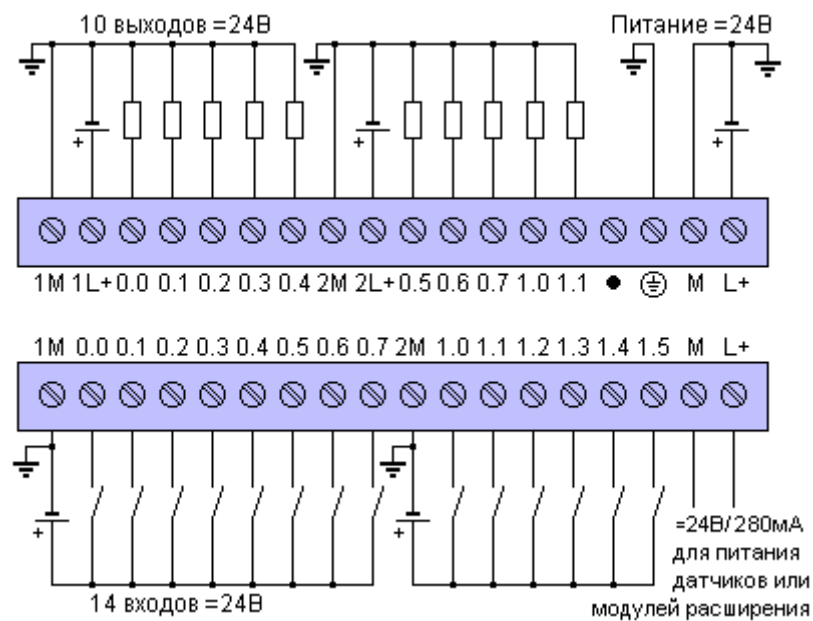 10 выходов =24В
Питание =24В
+
+
+
1M 1L+ 0.0 0.1 0.2 0.3 0.4 2M 2L+ 0.5 0.6 0.7 1.0 1.1 ● M L+
1M 0.0 0.1 0.2 0.3 0.4 0.5 0.6 0.7 2M 1.0 1.1 1.2 1.3 1.4 1.5 M L+
+
+
=24В/280мА
для питания
датчиков или
модулей расширения
14 входов =24В